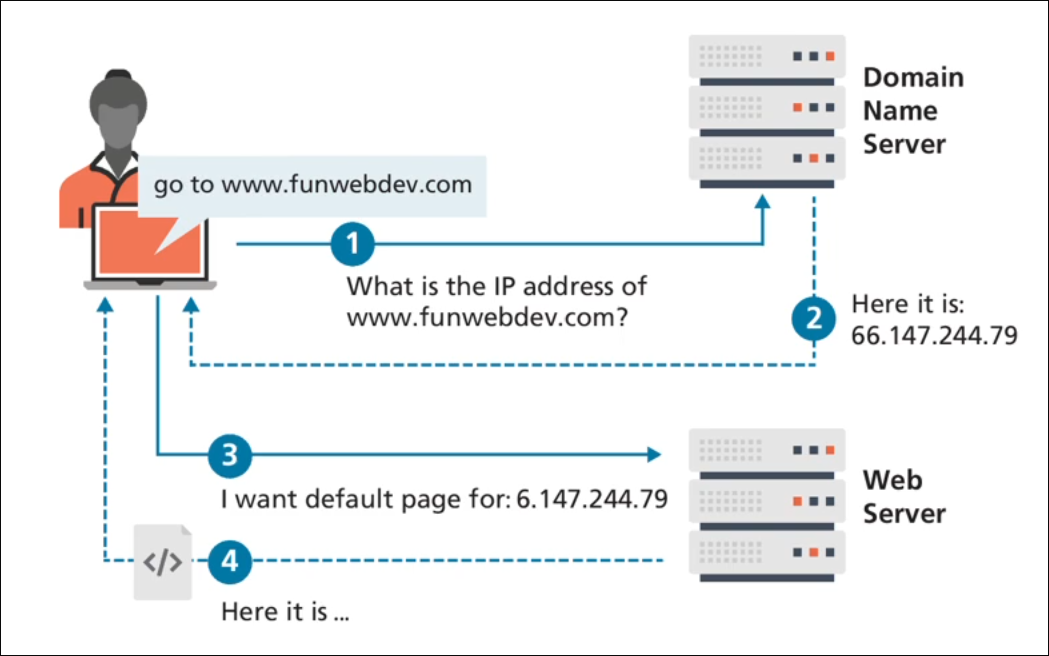 go to www.funwebdev.com
Domain
Name
Server
1
What is the IP address of
www.funwebdev.com?
2
Here it is:
66.147.244.79
3
I want default page for: 6.147.244.79
Web
Server
</>
4
Here it is ...